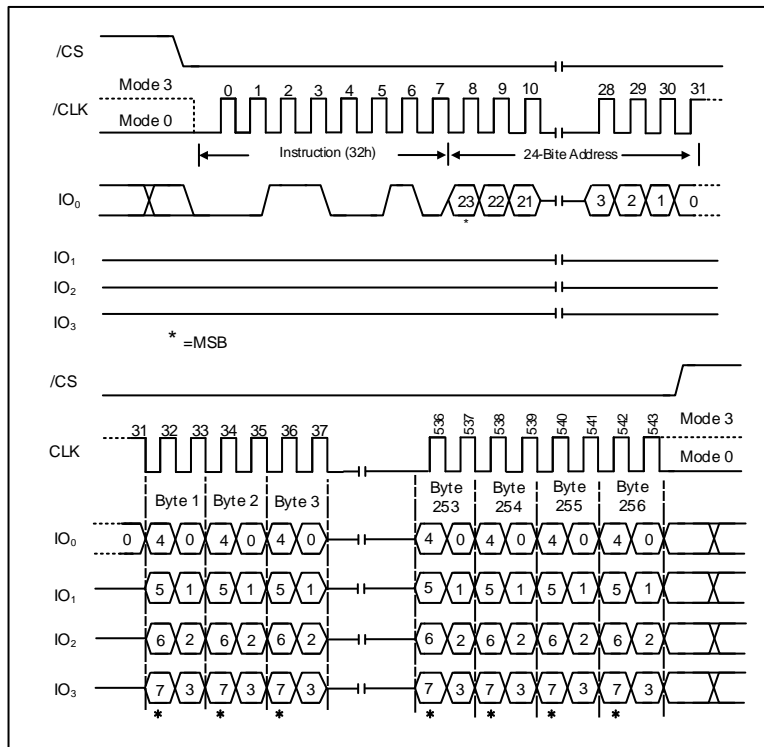 /CS
Mode 3
0 1 2 3 4 5 6 7 8 9 10 28 29 30 31
/CLK
Mode 0
Instruction (32h) 24-Bite Address
IO₀ 23 22 21 3 2 1 0
*
IO₁
IO₂
IO₃
* =MSB
/CS
31 32 33 34 35 36 37 536 537 538 539 540 541 542 543 Mode 3
CLK
Mode 0
Byte 1 Byte 2 Byte 3 Byte 253 Byte 254 Byte 255 Byte 256
IO₀ 0 4 0 4 0 4 0 4 0 4 0 4 0 4 0
IO₁ 5 1 5 1 5 1 5 1 5 1 5 1 5 1
IO₂ 6 2 6 2 6 2 6 2 6 2 6 2 6 2
IO₃ 7 3 7 3 7 3 7 3 7 3 7 3 7 3
* * * * * * *